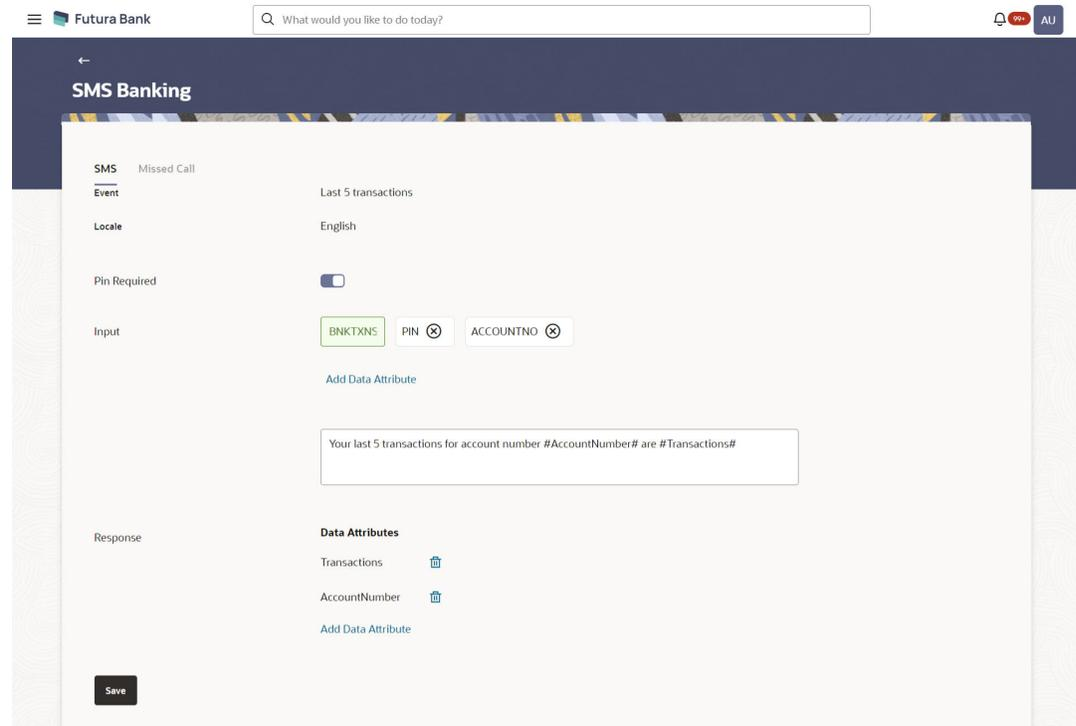 Futura Bank
What would you like to do today?
99+
AU
SMS Banking
SMS
Missed Call
Event
Last 5 transactions
Locale
English
Pin Required
Input
BNKTXNS
PIN
ACCOUNTNO
Add Data Attribute
Your last 5 transactions for account number #AccountNumber# are #Transactions#
Response
Data Attributes
Transactions
AccountNumber
Add Data Attribute
Save